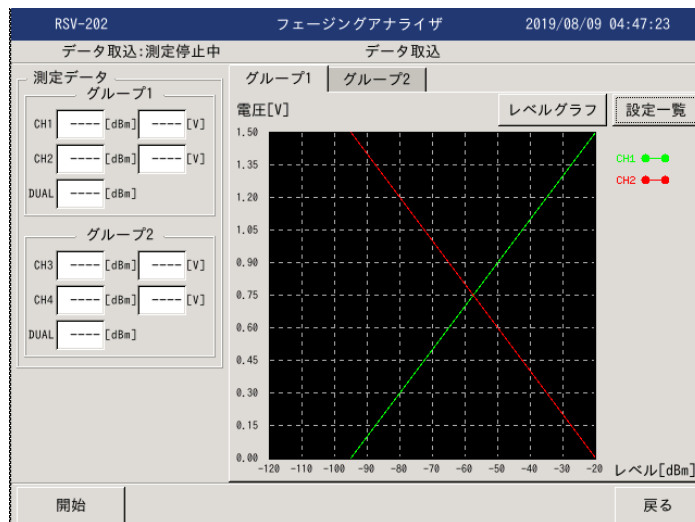 RSV-202 フェージングアナライザ 2019/08/09 04:47:23
データ取込:測定停止中 データ取込
測定データ
グループ1
CH1 ---- [dBm] ---- [V]
CH2 ---- [dBm] ---- [V]
DUAL ---- [dBm]
グループ2
CH3 ---- [dBm] ---- [V]
CH4 ---- [dBm] ---- [V]
DUAL ---- [dBm]
グループ1 グループ2
電圧[V] レベルグラフ 設定一覧
1.50
1.35
1.20
1.05
0.90
0.75
0.60
0.45
0.30
0.15
0.00
-120 -110 -100 -90 -80 -70 -60 -50 -40 -30 -20 レベル[dBm]
CH1
CH2
開始 戻る